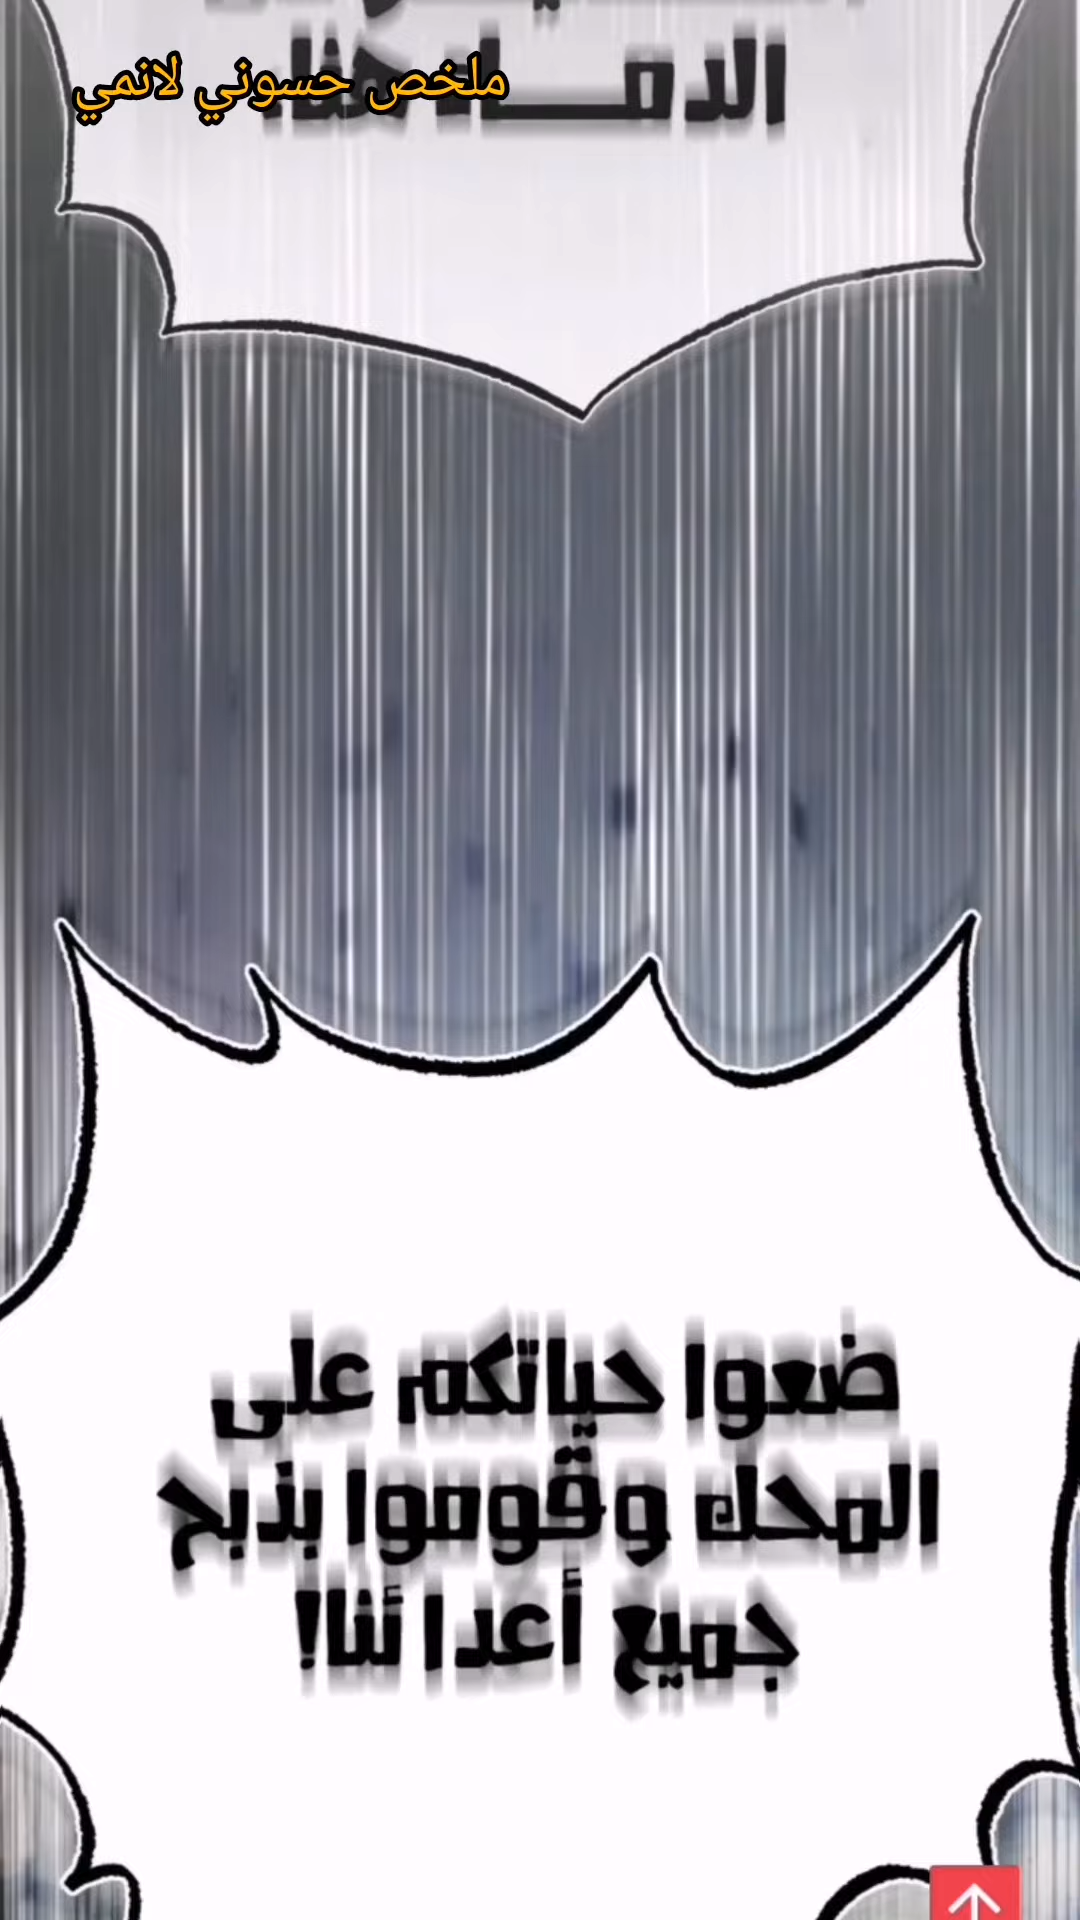 ملخص حسوني لانمي
ضعوا حياتكم على
المحك وقوموا بذبح
جميع أعدائنا!